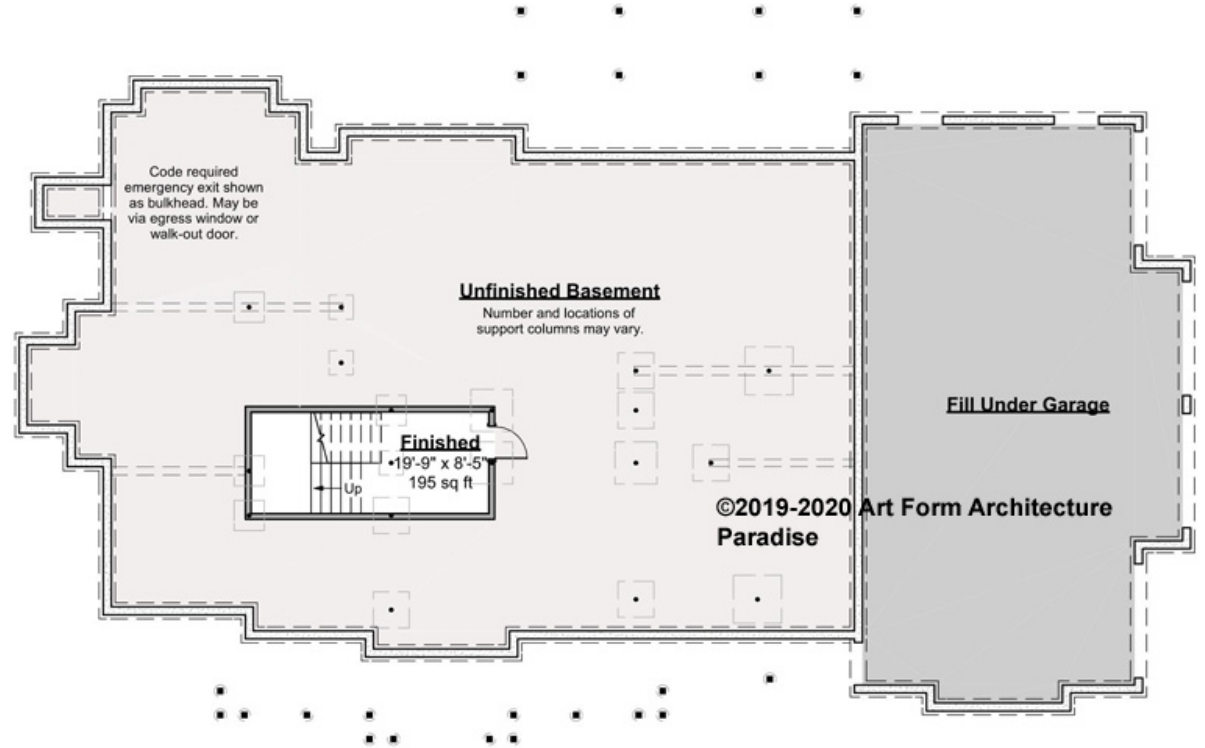 Code required
emergency exit shown
as bulkhead. May be
via egress window or
walk-out door.
Unfinished Basement
Number and locations of
support columns may vary.
Fill Under Garage
Finished
19'-9" x 8'-5"
195 sq ft
Up
©2019-2020 Art Form Architecture
Paradise